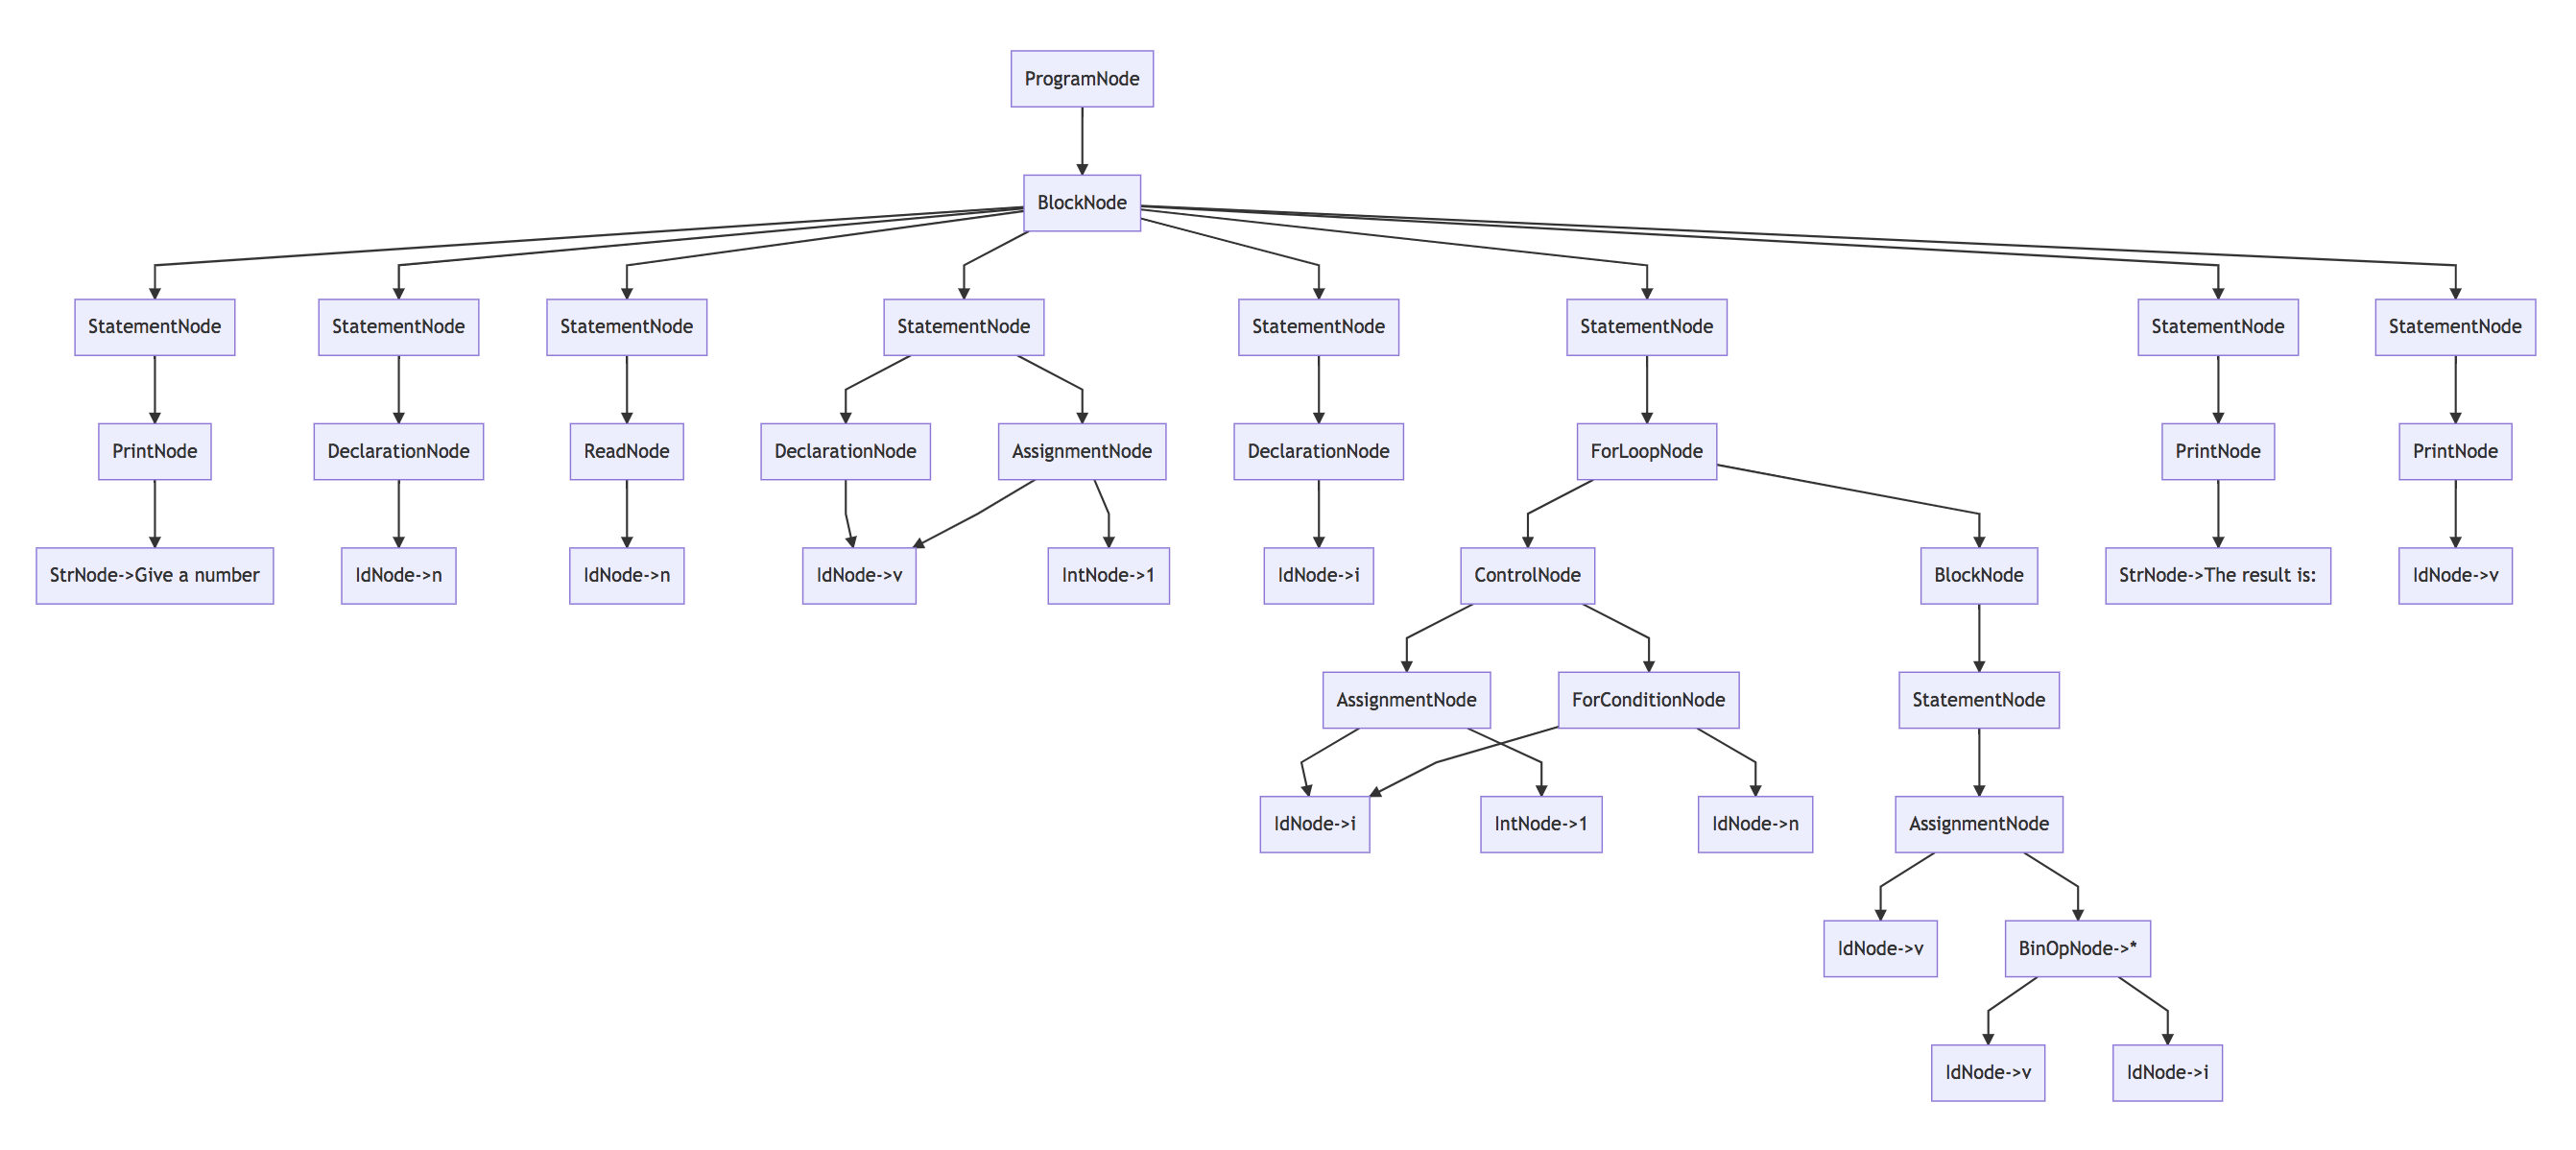 ProgramNode
BlockNode
StatementNode
StatementNode
StatementNode
StatementNode
StatementNode
StatementNode
StatementNode
StatementNode
PrintNode
DeclarationNode
ReadNode
DeclarationNode
AssignmentNode
DeclarationNode
ForLoopNode
PrintNode
PrintNode
StrNode->Give a number
IdNode->n
IdNode->n
IdNode->v
IntNode->1
IdNode->i
ControlNode
BlockNode
StrNode->The result is:
IdNode->v
AssignmentNode
ForConditionNode
StatementNode
IdNode->i
IntNode->1
IdNode->n
AssignmentNode
IdNode->v
BinOpNode->*
IdNode->v
IdNode->i